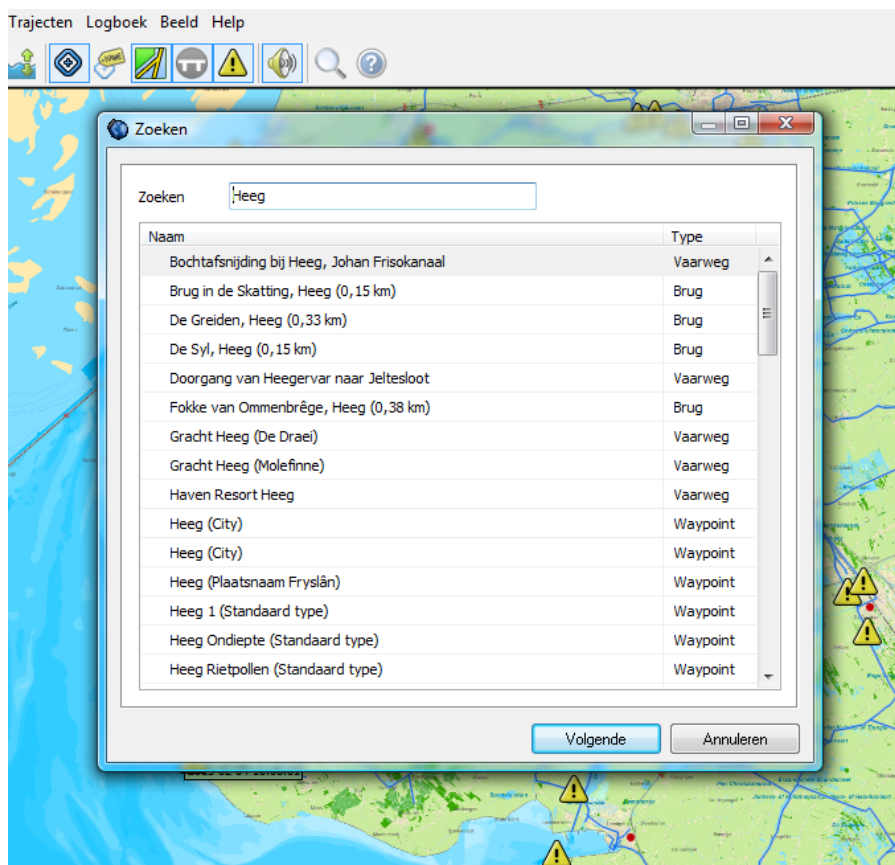 Trajecten Logboek Beeld Help
NAME
Zoeken
Zoeken Heeg
Naam Type
Bochtafsnijding bij Heeg, Johan Frisokanaal Vaarweg
Brug in de Skatting, Heeg (0,15 km) Brug
De Greiden, Heeg (0,33 km) Brug
De Syl, Heeg (0,15 km) Brug
Doorgang van Heegervar naar Jeltesloot Vaarweg
Fokke van Ommenbrêge, Heeg (0,38 km) Brug
Gracht Heeg (De Draei) Vaarweg
Gracht Heeg (Molefinne) Vaarweg
Haven Resort Heeg Vaarweg
Heeg (City) Waypoint
Heeg (City) Waypoint
Heeg (Plaatsnaam Fryslân) Waypoint
Heeg 1 (Standaard type) Waypoint
Heeg Ondiepte (Standaard type) Waypoint
Heeg Rietpollen (Standaard type) Waypoint
Volgende Annuleren